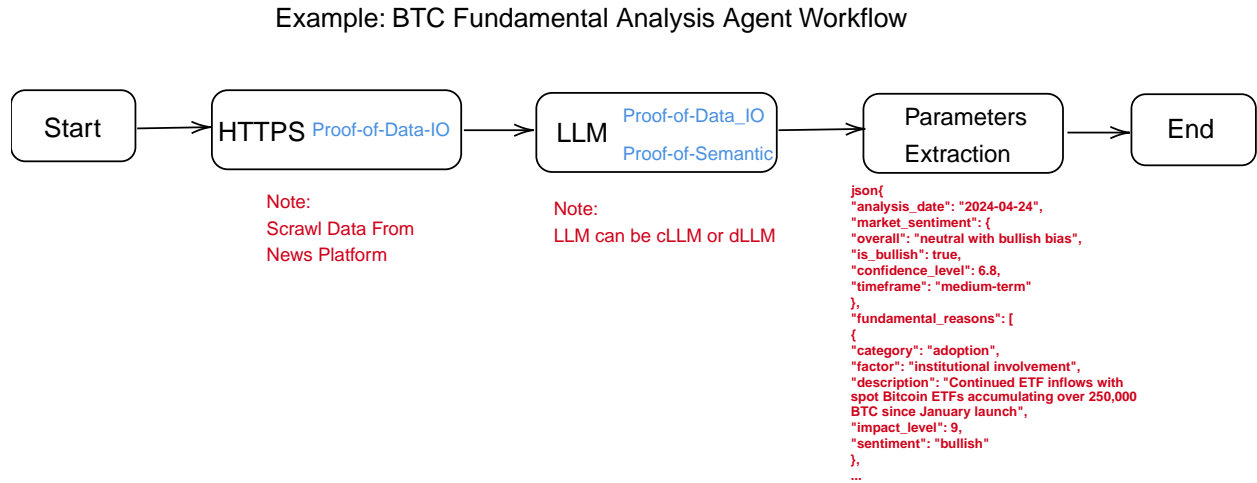 Example: BTC Fundamental Analysis Agent Workflow
Start
HTTPS Proof-of-Data-IO
LLM
Proof-of-Data_IO
Proof-of-Semantic
Parameters
Extraction
End
Note:
Scrawl Data From
News Platform
Note:
LLM can be cLLM or dLLM
json{
"analysis_date": "2024-04-24",
"market_sentiment": {
"overall": "neutral with bullish bias",
"is_bullish": true,
"confidence_level": 6.8,
"timeframe": "medium-term"
},
"fundamental_reasons": [
{
"category": "adoption",
"factor": "institutional involvement",
"description": "Continued ETF inflows with
spot Bitcoin ETFs accumulating over 250,000
BTC since January launch",
"impact_level": 9,
"sentiment": "bullish"
},
...